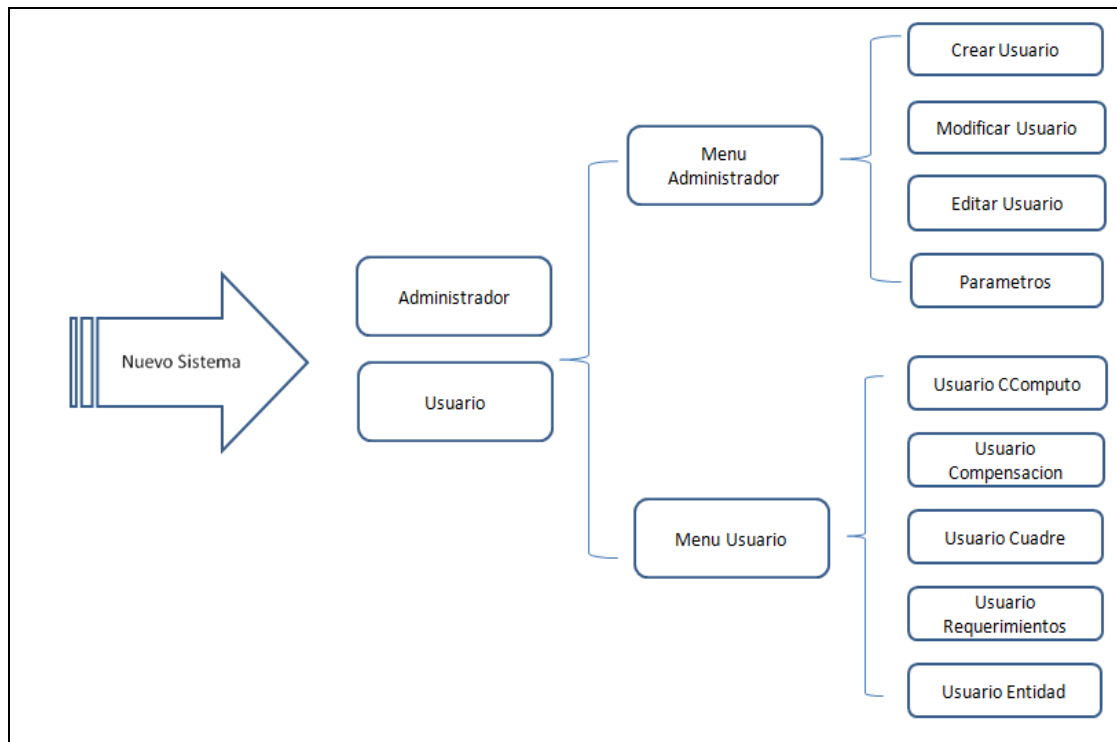 Nuevo Sistema
Administrador
Usuario
Menu
Administrador
Crear Usuario
Modificar Usuario
Editar Usuario
Parametros
Menu Usuario
Usuario CComputo
Usuario
Compensacion
Usuario Cuadre
Usuario
Requerimientos
Usuario Entidad